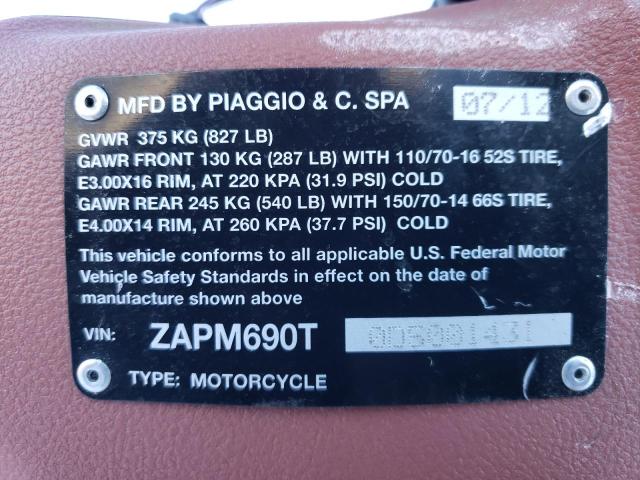 MFD BY PIAGGIO & C. SPA 07/12
GVWR 375 KG (827 LB)
GAWR FRONT 130 KG (287 LB) WITH 110/70-16 52S TIRE,
E3.00X16 RIM, AT 220 KPA (31.9 PSI) COLD
GAWR REAR 245 KG (540 LB) WITH 150/70-14 66S TIRE,
E4.00X14 RIM, AT 260 KPA (37.7 PSI) COLD
This vehicle conforms to all applicable U.S. Federal Motor
Vehicle Safety Standards in effect on the date of
manufacture shown above
VIN: ZAPM690T 0D5001431
TYPE: MOTORCYCLE